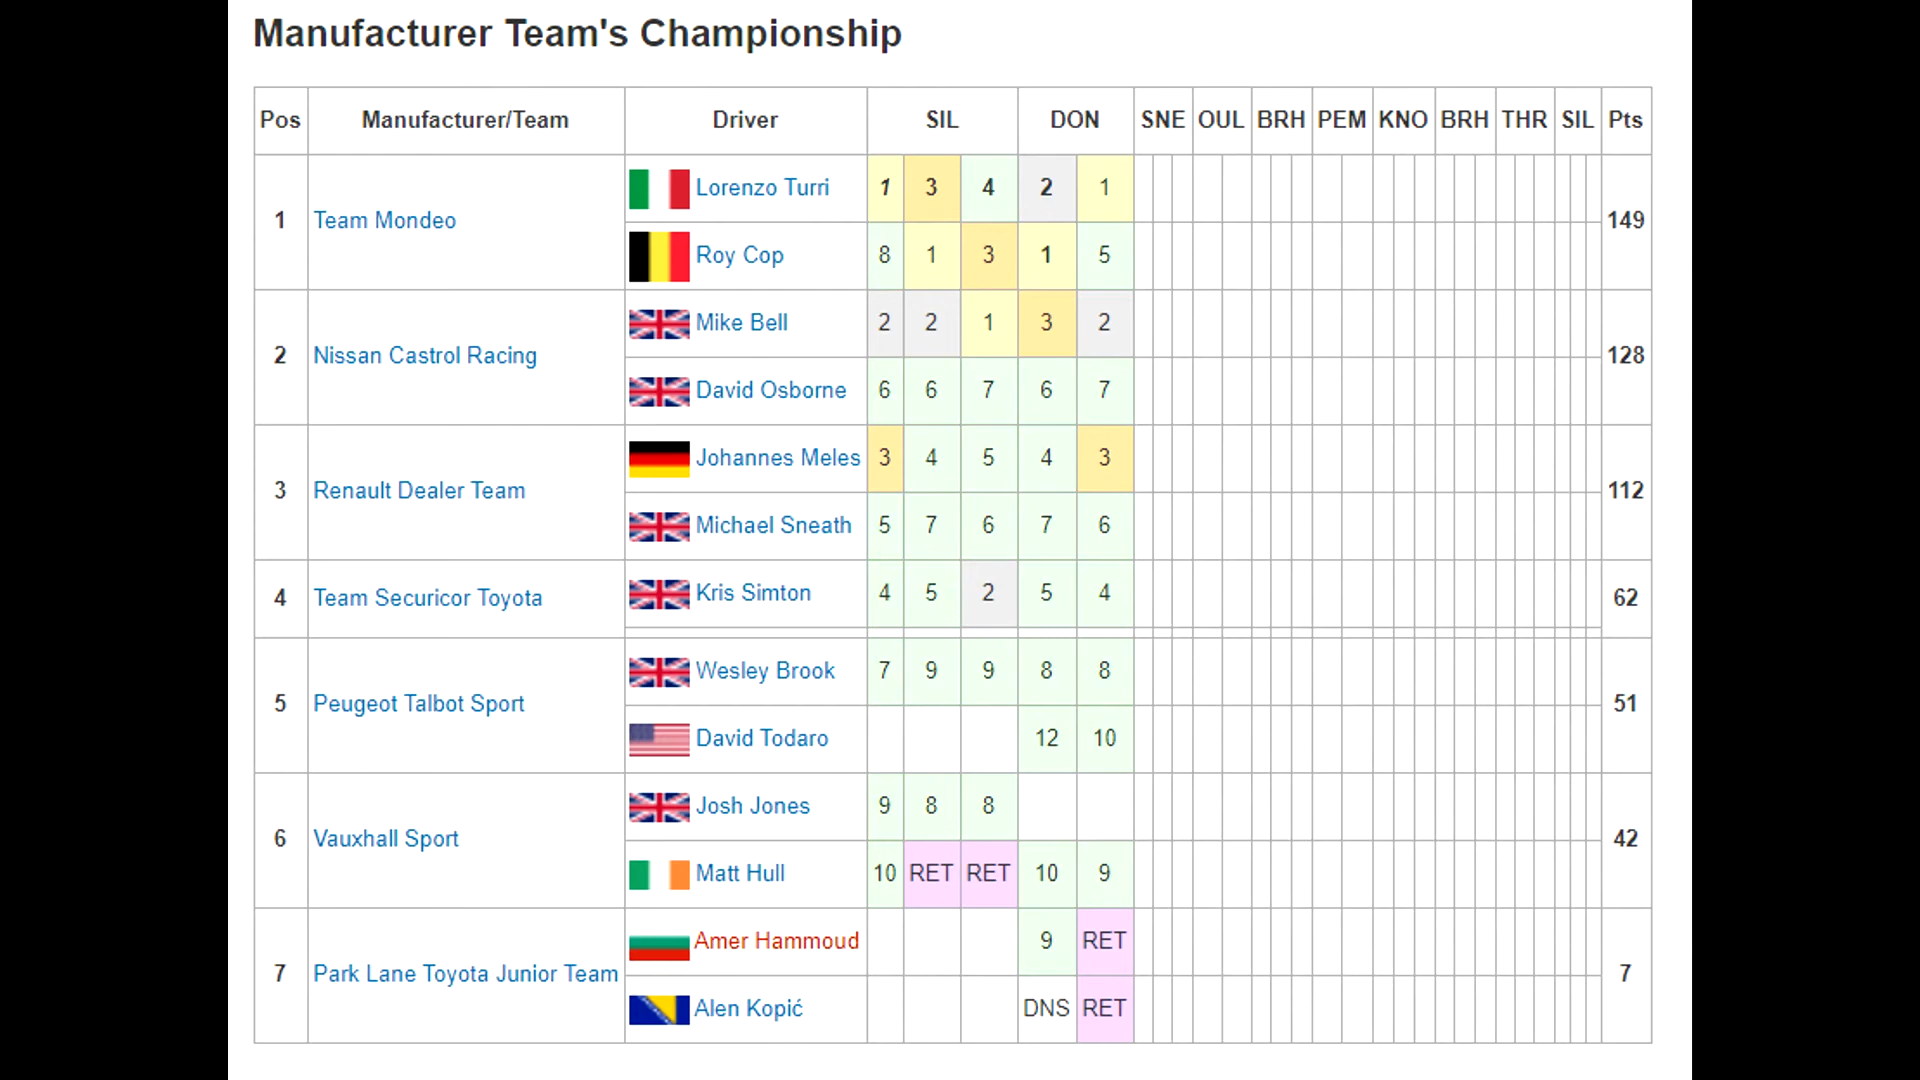 Manufacturer Team's Championship
Pos Manufacturer/Team Driver SIL DON SNE OUL BRH PEM KNO BRH THR SIL Pts
1 Team Mondeo Lorenzo Turri 1 3 4 2 1 149
Roy Cop 8 1 3 1 5
2 Nissan Castrol Racing Mike Bell 2 2 1 3 2 128
David Osborne 6 6 7 6 7
3 Renault Dealer Team Johannes Meles 3 4 5 4 3 112
Michael Sneath 5 7 6 7 6
4 Team Securicor Toyota Kris Simton 4 5 2 5 4 62
5 Peugeot Talbot Sport Wesley Brook 7 9 9 8 8 51
David Todaro 12 10
6 Vauxhall Sport Josh Jones 9 8 8 42
Matt Hull 10 RET RET 10 9
7 Park Lane Toyota Junior Team Amer Hammoud 9 RET 7
Alen Kopić DNS RET